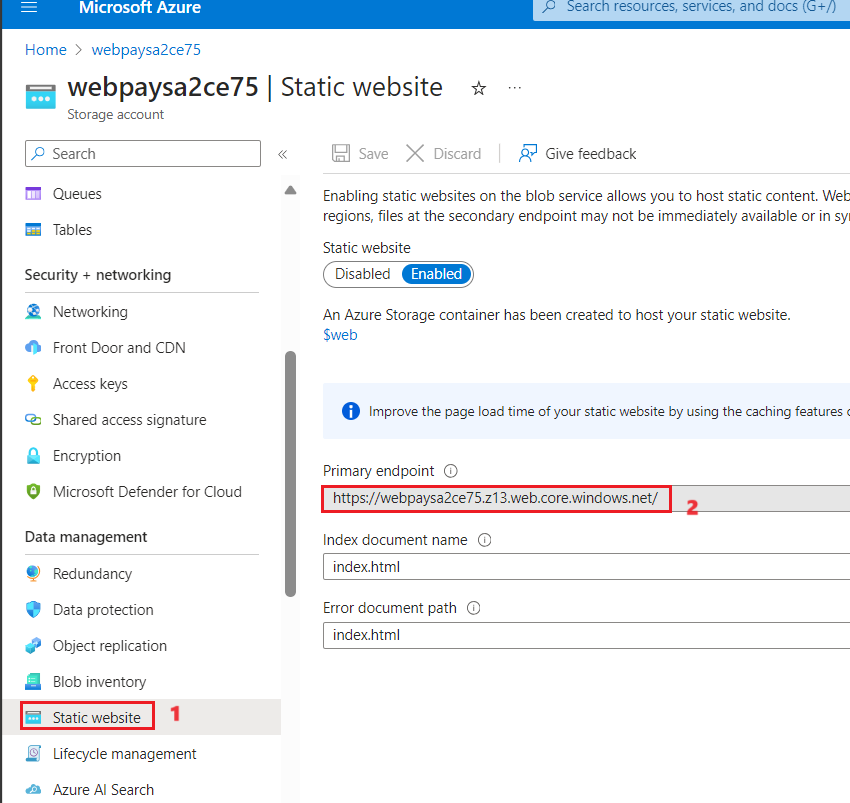 Microsoft Azure
Search resources, services, and docs (G+/)
Home > webpaysa2ce75
webpaysa2ce75 | Static website
Storage account
Search
Queues
Tables
Security + networking
Networking
Front Door and CDN
Access keys
Shared access signature
Encryption
Microsoft Defender for Cloud
Data management
Redundancy
Data protection
Object replication
Blob inventory
Static website 1
Lifecycle management
Azure AI Search
Save Discard Give feedback
Enabling static websites on the blob service allows you to host static content. Web
regions, files at the secondary endpoint may not be immediately available or in sy
Static website
Disabled Enabled
An Azure Storage container has been created to host your static website.
$web
Improve the page load time of your static website by using the caching features
Primary endpoint
https://webpaysa2ce75.z13.web.core.windows.net/ 2
Index document name
index.html
Error document path
index.html